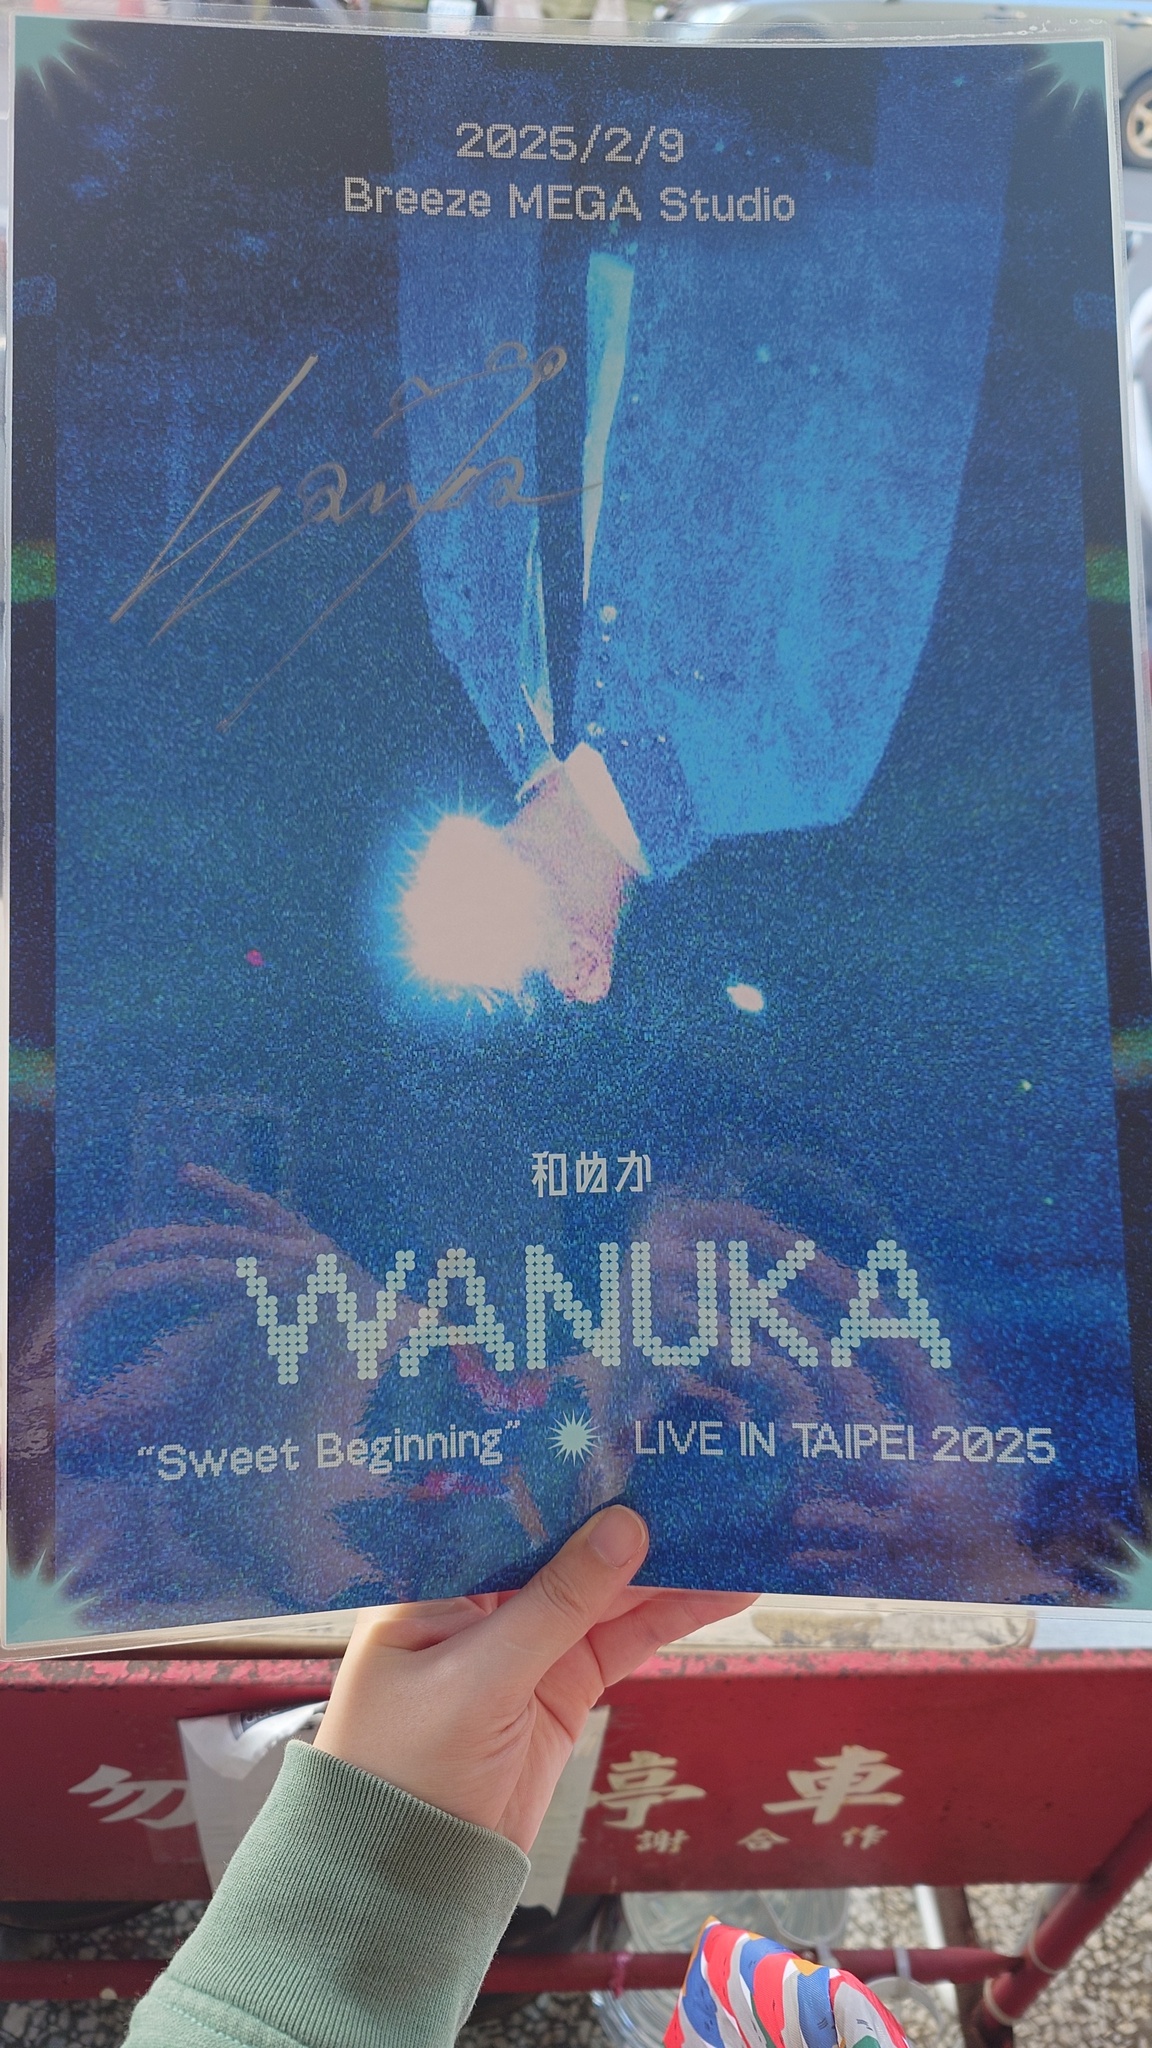 2025/2/9
Breeze MEGA Studio
Wanuka
和ぬか
WANUKA
“Sweet Beginning” LIVE IN TAIPEI 2025
勿 停車
謝合作